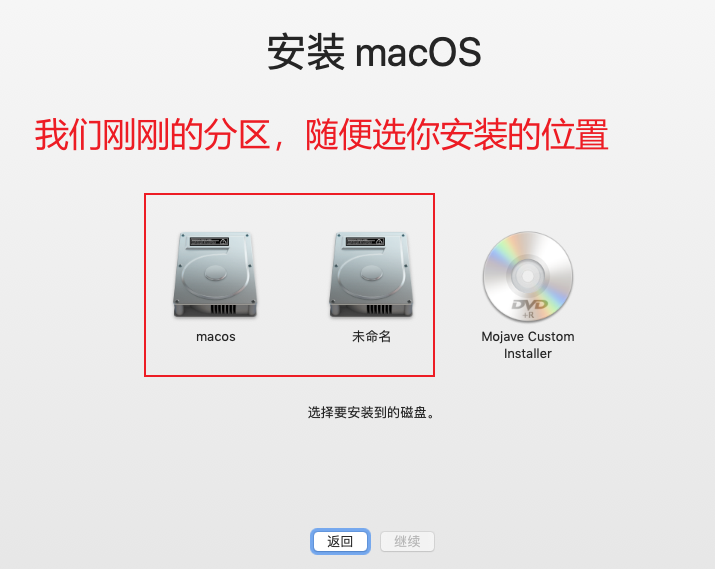 安装 macOS
我们刚刚的分区，随便选你安装的位置
DVD
+R
macos
未命名
Mojave Custom
Installer
选择要安装到的磁盘。
返回
继续